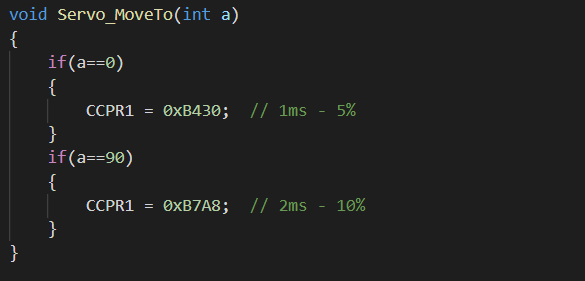 void Servo_MoveTo(int a)
{
    if(a==0)
    {
        CCPR1 = 0xB430;  // 1ms - 5%
    }
    if(a==90)
    {
        CCPR1 = 0xB7A8;  // 2ms - 10%
    }
}